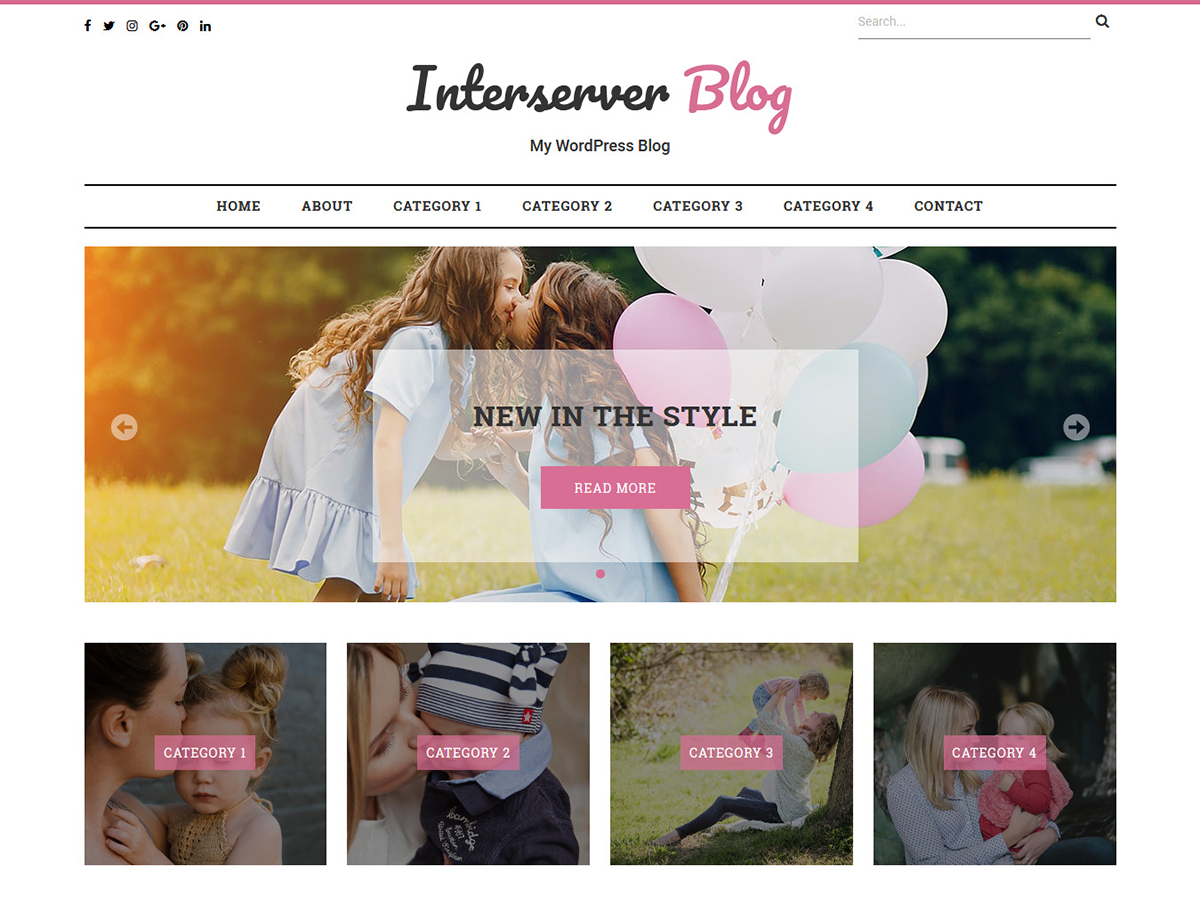 Search...
Interserver Blog
My WordPress Blog
HOME ABOUT CATEGORY 1 CATEGORY 2 CATEGORY 3 CATEGORY 4 CONTACT
NEW IN THE STYLE
READ MORE
CATEGORY 1 CATEGORY 2 CATEGORY 3 CATEGORY 4